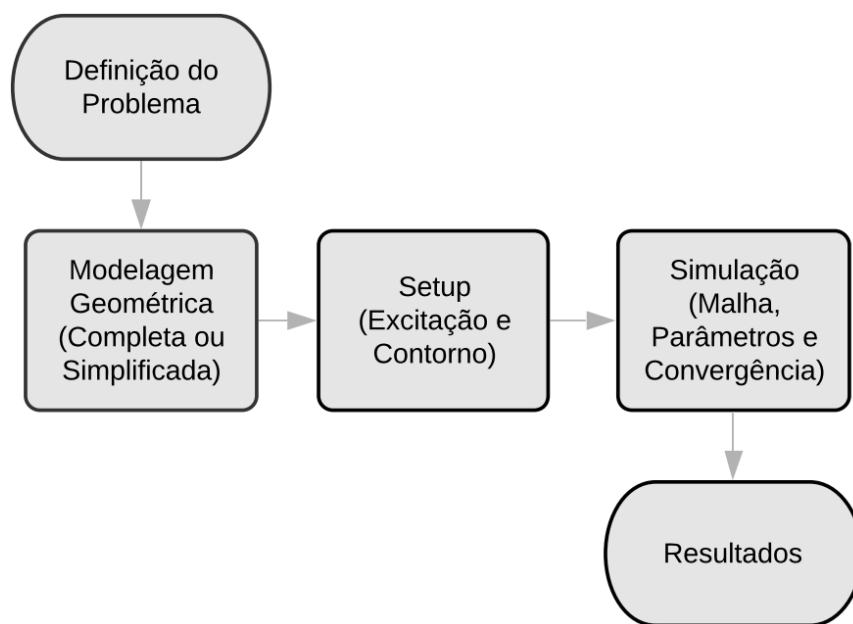 Definição do
Problema
Modelagem
Geométrica
(Completa ou
Simplificada)
Setup
(Excitação e
Contorno)
Simulação
(Malha,
Parâmetros e
Convergência)
Resultados